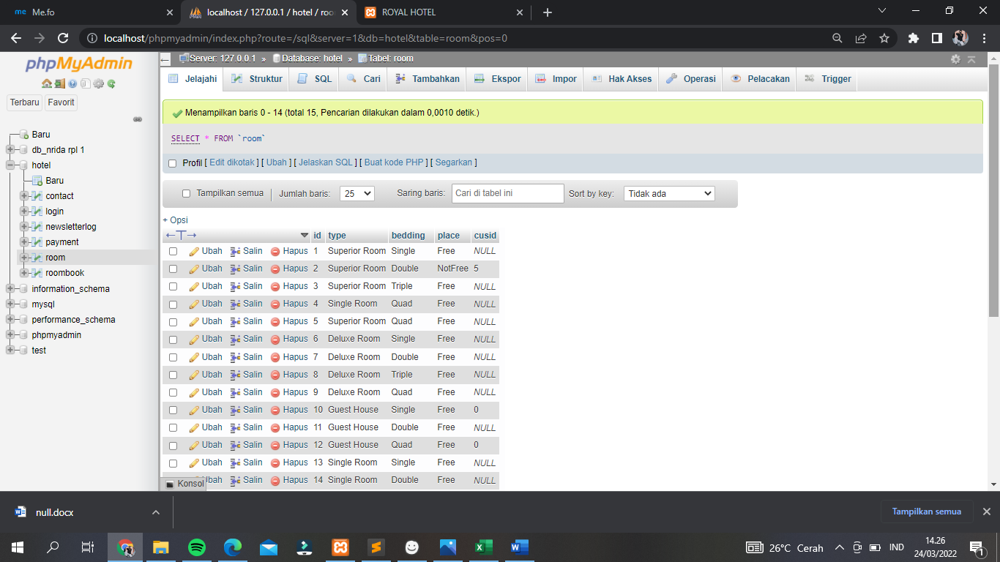 Me.fo
localhost / 127.0.0.1 / hotel / roo
ROYAL HOTEL
localhost/phpmyadmin/index.php?route=/sql&server=1&db=hotel&table=room&pos=0
phpMyAdmin
Terbaru Favorit
Baru
db_nrida rpl 1
hotel
Baru
contact
login
newsletterlog
payment
room
roombook
information_schema
mysql
performance_schema
phpmyadmin
test
Server: 127.0.0.1 » Database: hotel » Tabel: room
Jelajahi Struktur SQL Cari Tambahkan Ekspor Impor Hak Akses Operasi Pelacakan Trigger
Menampilkan baris 0 - 14 (total 15, Pencarian dilakukan dalam 0,0010 detik.)
SELECT * FROM `room`
Profil [ Edit dikotak ] [ Ubah ] [ Jelaskan SQL ] [ Buat kode PHP ] [ Segarkan ]
Tampilkan semua Jumlah baris: 25 Saring baris: Cari di tabel ini Sort by key: Tidak ada
+ Opsi
←T→ id type bedding place cusid
Ubah Salin Hapus 1 Superior Room Single Free NULL
Ubah Salin Hapus 2 Superior Room Double NotFree 5
Ubah Salin Hapus 3 Superior Room Triple Free NULL
Ubah Salin Hapus 4 Single Room Quad Free NULL
Ubah Salin Hapus 5 Superior Room Quad Free NULL
Ubah Salin Hapus 6 Deluxe Room Single Free NULL
Ubah Salin Hapus 7 Deluxe Room Double Free NULL
Ubah Salin Hapus 8 Deluxe Room Triple Free NULL
Ubah Salin Hapus 9 Deluxe Room Quad Free NULL
Ubah Salin Hapus 10 Guest House Single Free 0
Ubah Salin Hapus 11 Guest House Double Free NULL
Ubah Salin Hapus 12 Guest House Quad Free 0
Ubah Salin Hapus 13 Single Room Single Free NULL
Ubah Salin Hapus 14 Single Room Double Free NULL
Konsol
null.docx
Tampilkan semua
26°C Cerah
IND
14.26
24/03/2022
1